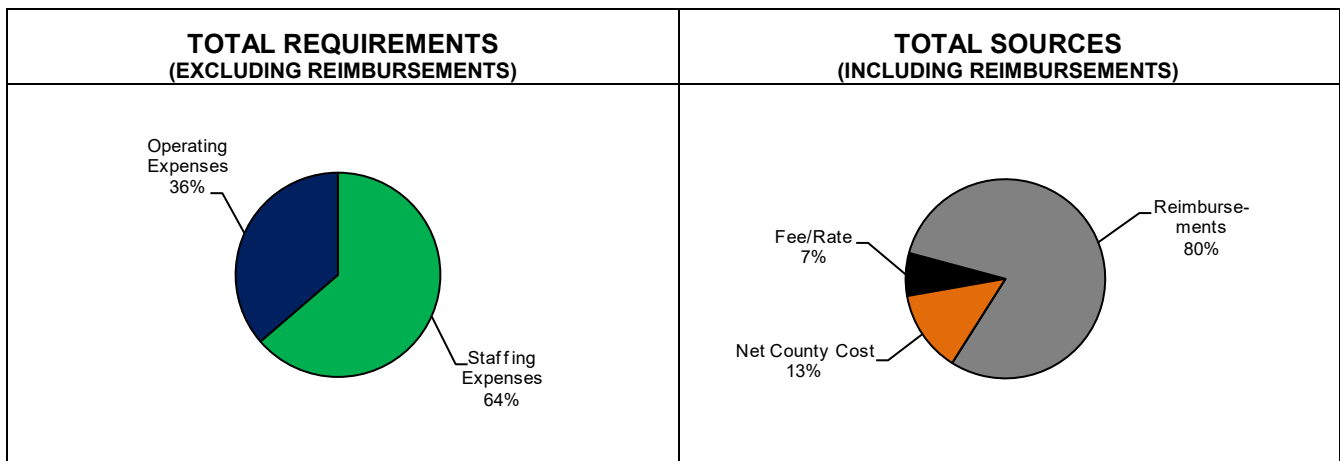 TOTAL REQUIREMENTS
(EXCLUDING REIMBURSEMENTS)
TOTAL SOURCES
(INCLUDING REIMBURSEMENTS)
Operating
Expenses
36%
Staffing
Expenses
64%
Reimburse-
ments
80%
Fee/Rate
7%
Net County Cost
13%